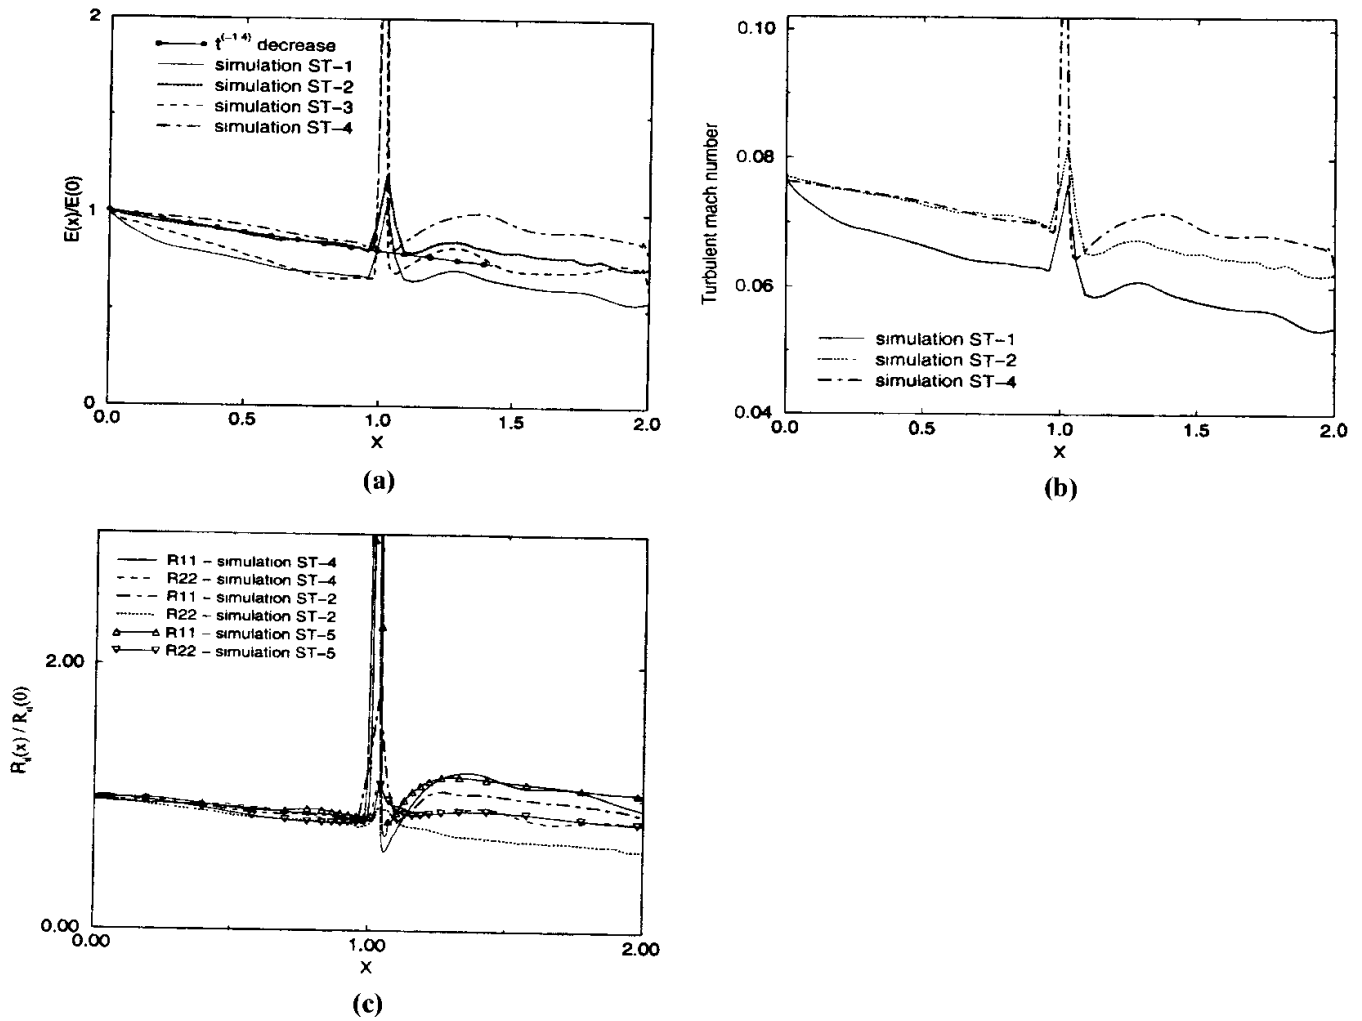 2
t(-1 4) decrease
simulation ST-1
simulation ST-2
simulation ST-3
simulation ST-4
E(x)/E(0)
1
0
0.0 0.5 1.0 1.5 2.0
X
(a)
0.10
0.08
Turbulent mach number
0.06
simulation ST-1
simulation ST-2
simulation ST-4
0.04
0.0 0.5 1.0 1.5 2.0
X
(b)
R11 - simulation ST-4
R22 - simulation ST-4
R11 - simulation ST-2
R22 - simulation ST-2
R11 - simulation ST-5
R22 - simulation ST-5
2.00
R_ii(x) / R_ii(0)
1.00
0.00
0.00 1.00 2.00
X
(c)